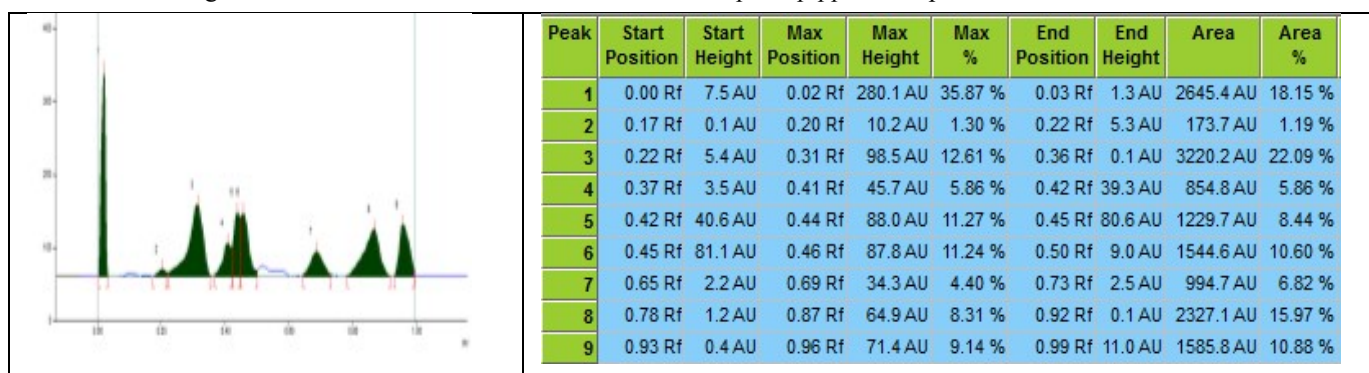 Peak Start Position Start Height Max Position Max Height Max % End Position End Height Area Area %
1 0.00 Rf 7.5 AU 0.02 Rf 280.1 AU 35.87 % 0.03 Rf 1.3 AU 2645.4 AU 18.15 %
2 0.17 Rf 0.1 AU 0.20 Rf 10.2 AU 1.30 % 0.22 Rf 5.3 AU 173.7 AU 1.19 %
3 0.22 Rf 5.4 AU 0.31 Rf 98.5 AU 12.61 % 0.36 Rf 0.1 AU 3220.2 AU 22.09 %
4 0.37 Rf 3.5 AU 0.41 Rf 45.7 AU 5.86 % 0.42 Rf 39.3 AU 854.8 AU 5.86 %
5 0.42 Rf 40.6 AU 0.44 Rf 88.0 AU 11.27 % 0.45 Rf 80.6 AU 1229.7 AU 8.44 %
6 0.45 Rf 81.1 AU 0.46 Rf 87.8 AU 11.24 % 0.50 Rf 9.0 AU 1544.6 AU 10.60 %
7 0.65 Rf 2.2 AU 0.69 Rf 34.3 AU 4.40 % 0.73 Rf 2.5 AU 994.7 AU 6.82 %
8 0.78 Rf 1.2 AU 0.87 Rf 64.9 AU 8.31 % 0.92 Rf 0.1 AU 2327.1 AU 15.97 %
9 0.93 Rf 0.4 AU 0.96 Rf 71.4 AU 9.14 % 0.99 Rf 11.0 AU 1585.8 AU 10.88 %